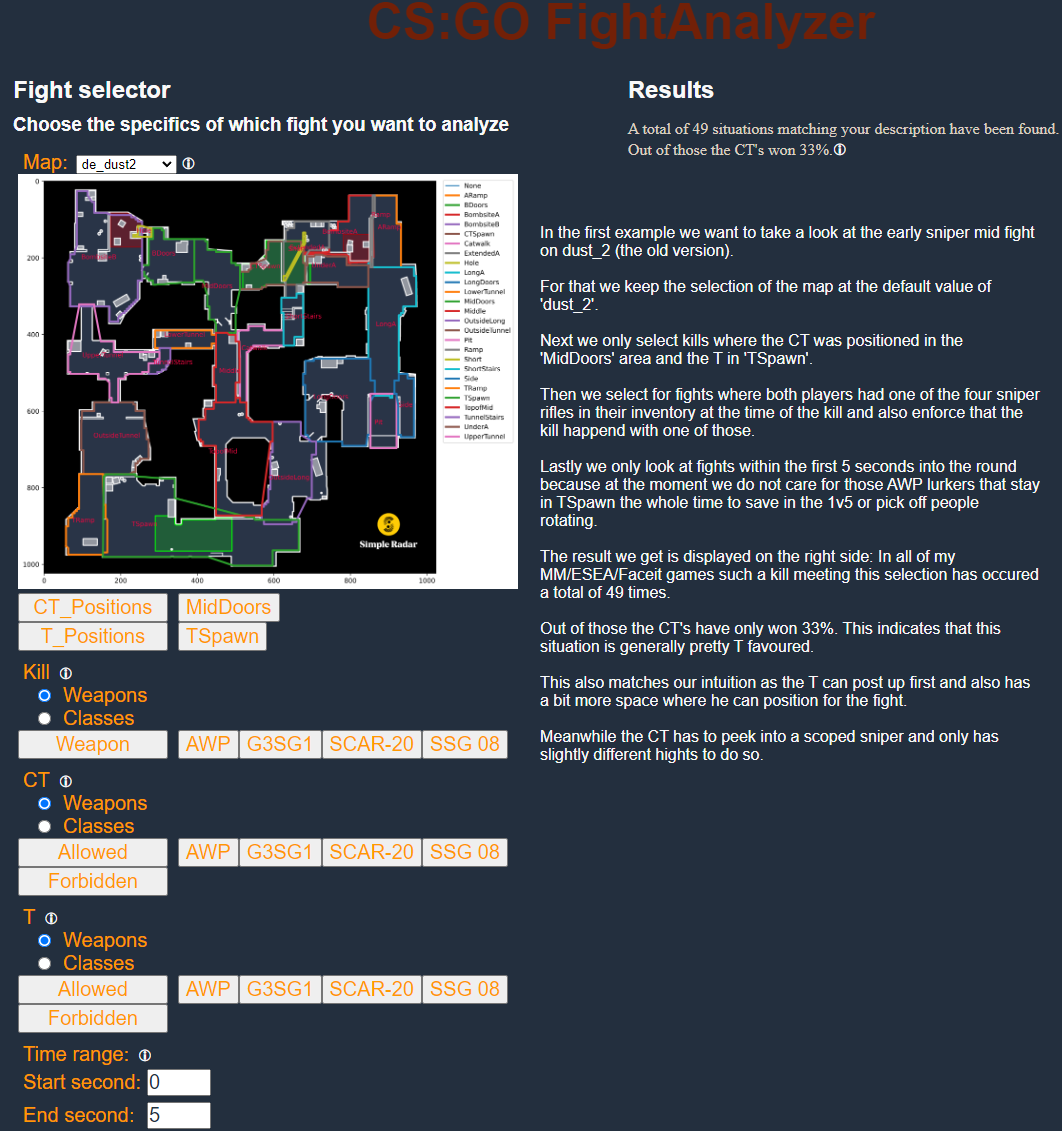 CS:GO FightAnalyzer
Fight selector
Choose the specifics of which fight you want to analyze
Map: de_dust2
0
200
400
600
800
1000
0
200
400
600
800
1000
None
ARamp
BDoors
BombsiteA
BombsiteB
CTSpawn
Catwalk
ExtendedA
Hole
LongA
LongDoors
LowerTunnel
MidDoors
Middle
OutsideLong
OutsideTunnel
Pit
Ramp
Short
ShortStairs
Side
TRamp
TSpawn
TopofMid
TunnelStairs
UnderA
UpperTunnel
Simple Radar
CT_Positions MidDoors
T_Positions TSpawn
Kill
Weapons
Classes
Weapon AWP G3SG1 SCAR-20 SSG 08
CT
Weapons
Classes
Allowed AWP G3SG1 SCAR-20 SSG 08
Forbidden
T
Weapons
Classes
Allowed AWP G3SG1 SCAR-20 SSG 08
Forbidden
Time range:
Start second: 0
End second: 5
Results
A total of 49 situations matching your description have been found.
Out of those the CT's won 33%.
In the first example we want to take a look at the early sniper mid fight
on dust_2 (the old version).
For that we keep the selection of the map at the default value of
'dust_2'.
Next we only select kills where the CT was positioned in the
'MidDoors' area and the T in 'TSpawn'.
Then we select for fights where both players had one of the four sniper
rifles in their inventory at the time of the kill and also enforce that the
kill happend with one of those.
Lastly we only look at fights within the first 5 seconds into the round
because at the moment we do not care for those AWP lurkers that stay
in TSpawn the whole time to save in the 1v5 or pick off people
rotating.
The result we get is displayed on the right side: In all of my
MM/ESEA/Faceit games such a kill meeting this selection has occured
a total of 49 times.
Out of those the CT's have only won 33%. This indicates that this
situation is generally pretty T favoured.
This also matches our intuition as the T can post up first and also has
a bit more space where he can position for the fight.
Meanwhile the CT has to peek into a scoped sniper and only has
slightly different hights to do so.